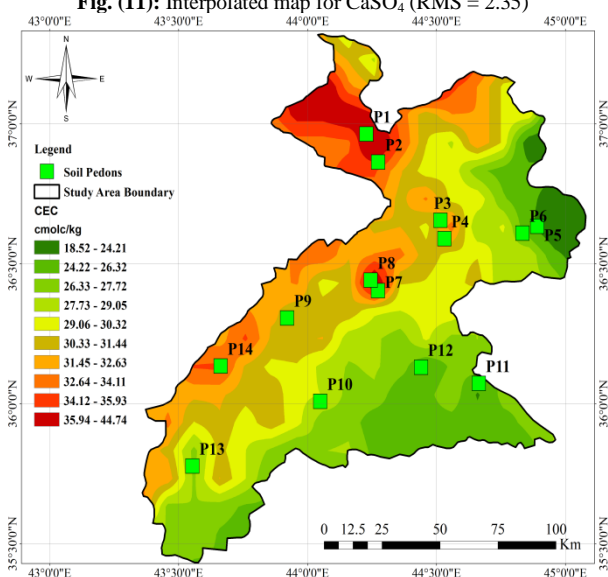 Fig. (11): Interpolated map for CaSO₄ (RMS = 2.35)
43°0'0"E 43°30'0"E 44°0'0"E 44°30'0"E 45°0'0"E
N
W E
S
37°0'0"N 37°0'0"N
P1
P2
Legend
Soil Pedons
Study Area Boundary
CEC
cmolc/kg
18.52 - 24.21
24.22 - 26.32
26.33 - 27.72
27.73 - 29.05
29.06 - 30.32
30.33 - 31.44
31.45 - 32.63
32.64 - 34.11
34.12 - 35.93
35.94 - 44.74
P3
P4
P6
P5
36°30'0"N 36°30'0"N
P8
P7
P9
P14
P12
P11
P10
36°0'0"N 36°0'0"N
P13
0 12.5 25 50 75 100
Km
35°30'0"N 35°30'0"N
43°0'0"E 43°30'0"E 44°0'0"E 44°30'0"E 45°0'0"E